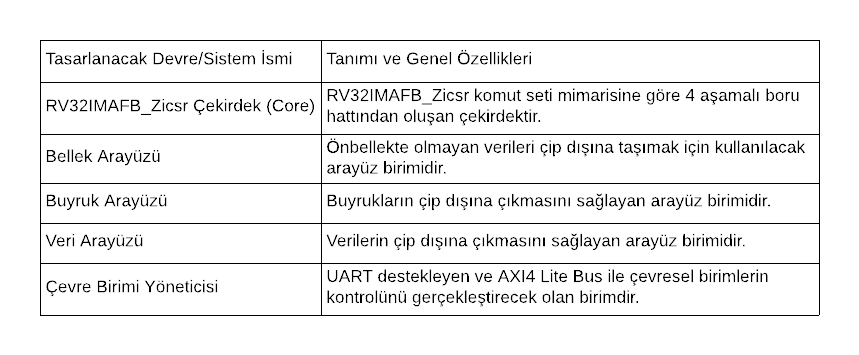 Tasarlanacak Devre/Sistem İsmi
Tanımı ve Genel Özellikleri
RV32IMAFB_Zicsr Çekirdek (Core)
RV32IMAFB_Zicsr komut seti mimarisine göre 4 aşamalı boru
hattından oluşan çekirdektir.
Bellek Arayüzü
Önbellekte olmayan verileri çip dışına taşımak için kullanılacak
arayüz birimidir.
Buyruk Arayüzü
Buyrukların çip dışına çıkmasını sağlayan arayüz birimidir.
Veri Arayüzü
Verilerin çip dışına çıkmasını sağlayan arayüz birimidir.
Çevre Birimi Yöneticisi
UART destekleyen ve AXI4 Lite Bus ile çevresel birimlerin
kontrolünü gerçekleştirecek olan birimdir.